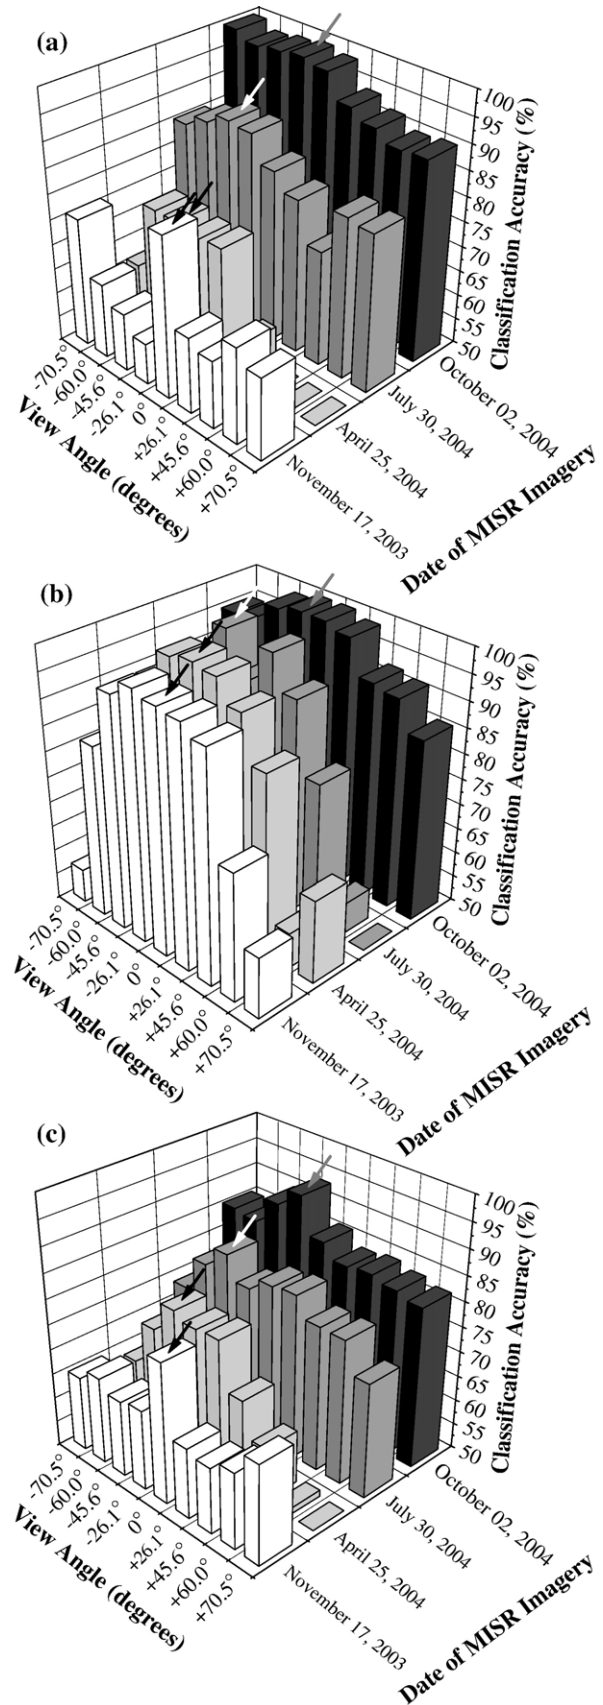 (a)
100
95
90
85
80
75
70
65
60
55
50
Classification Accuracy (%)
-70.5°
-60.0°
-45.6°
-26.1°
0°
+26.1°
+45.6°
+60.0°
+70.5°
View Angle (degrees)
October 02, 2004
July 30, 2004
April 25, 2004
November 17, 2003
Date of MISR Imagery
(b)
100
95
90
85
80
75
70
65
60
55
50
Classification Accuracy (%)
-70.5°
-60.0°
-45.6°
-26.1°
0°
+26.1°
+45.6°
+60.0°
+70.5°
View Angle (degrees)
October 02, 2004
July 30, 2004
April 25, 2004
November 17, 2003
Date of MISR Imagery
(c)
100
95
90
85
80
75
70
65
60
55
50
Classification Accuracy (%)
-70.5°
-60.0°
-45.6°
-26.1°
0°
+26.1°
+45.6°
+60.0°
+70.5°
View Angle (degrees)
October 02, 2004
July 30, 2004
April 25, 2004
November 17, 2003
Date of MISR Imagery